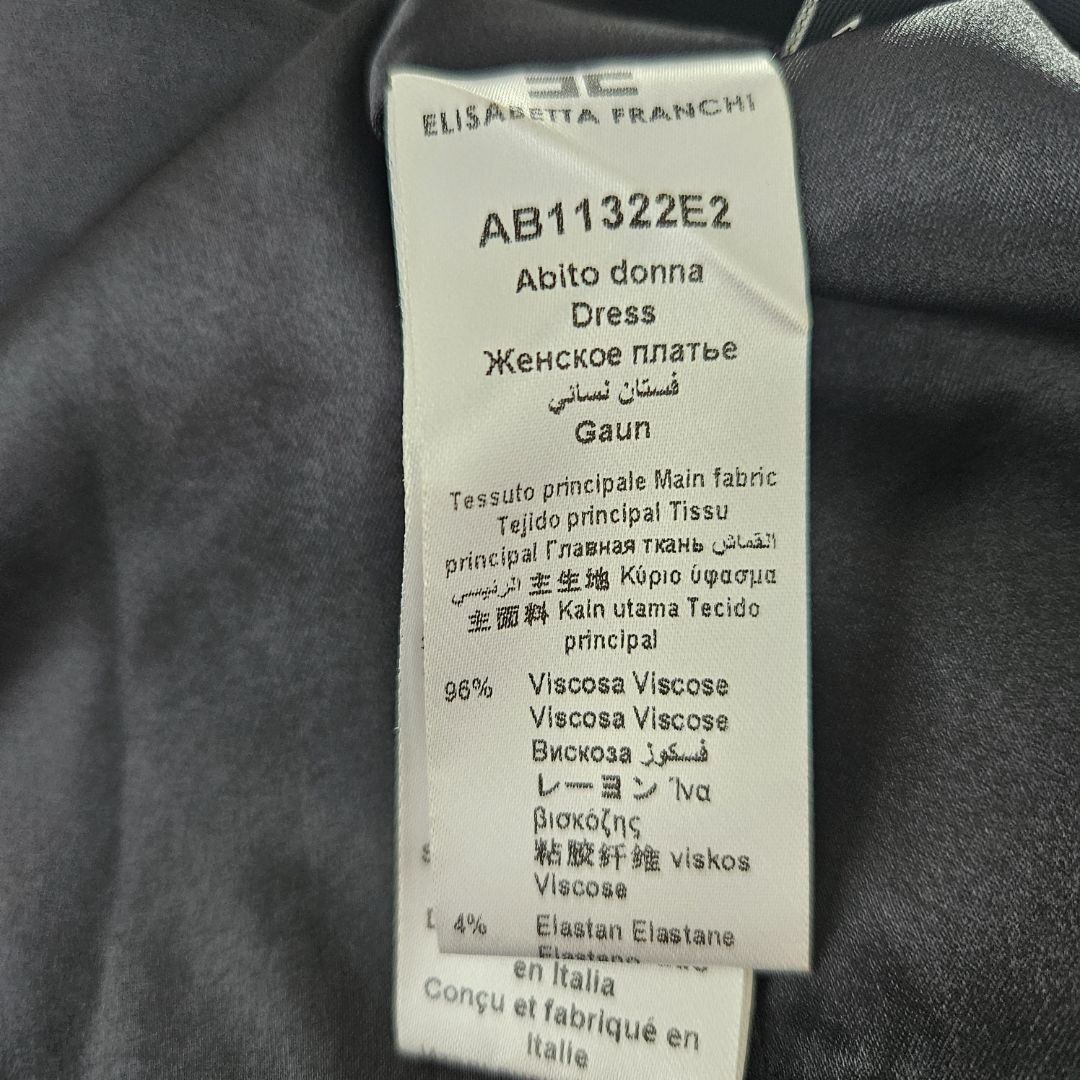 ELISABETTA FRANCHI
AB11322E2
Abito donna
Dress
Женское платье
فستان نسائي
Gaun
Tessuto principale Main fabric
Tejido principal Tissu
principal Главная ткань القماش
الرئيسي 主生地 Κύριο ύφασμα
主面料 Kain utama Tecido
principal
96% Viscosa Viscose
Viscosa Viscose
Вискоза فسكوز
レーヨン Ίνα
βισκόζης
粘胶纤维 viskos
Viscose
4% Elastan Elastane
en Italia
Conçu et fabriqué en
Italie